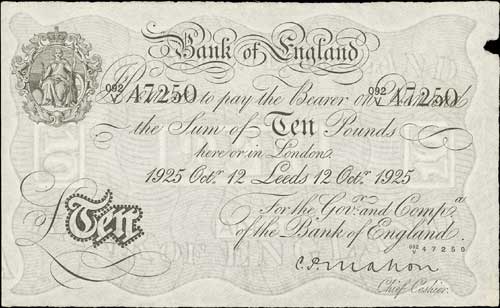 Bank of England
092/V 47250 to pay the Bearer on Demand 092/V 47250
the Sum of Ten Pounds
here or in London.
1925 Octr. 12 Leeds 12 Octr. 1925
For the Govr. and Compa.
of the Bank of England.
£Ten
092/V 47250
C.P. Mahon
Chief Cashier.